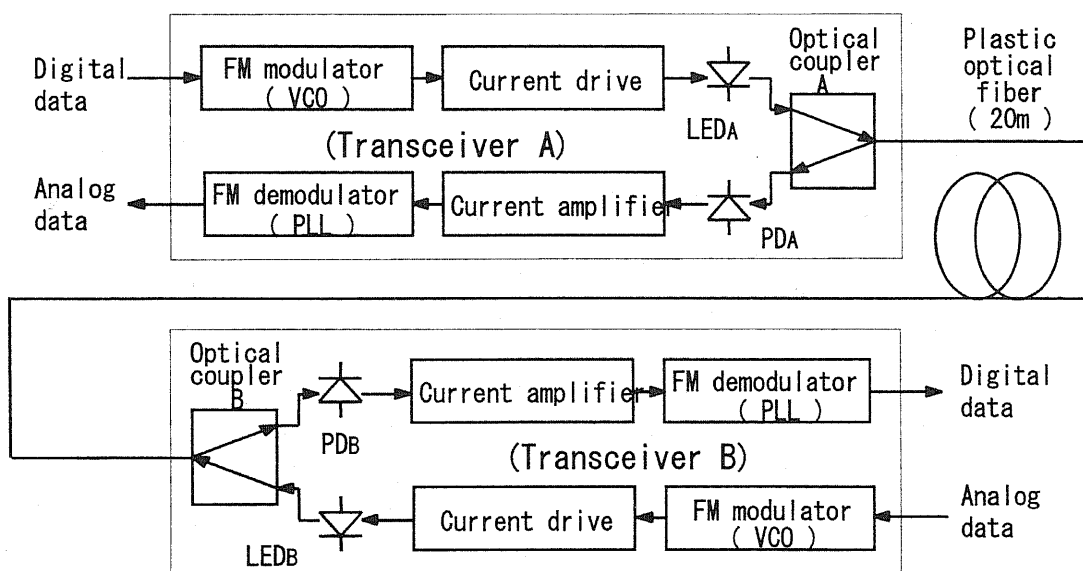 Digital
data
FM modulator
( VCO )
Current drive
LEDA
Optical
coupler
A
Plastic
optical
fiber
( 20m )
(Transceiver A)
Analog
data
FM demodulator
( PLL )
Current amplifier
PDA
Optical
coupler
B
PDB
Current amplifier
FM demodulator
( PLL )
Digital
data
(Transceiver B)
LEDB
Current drive
FM modulator
( VCO )
Analog
data